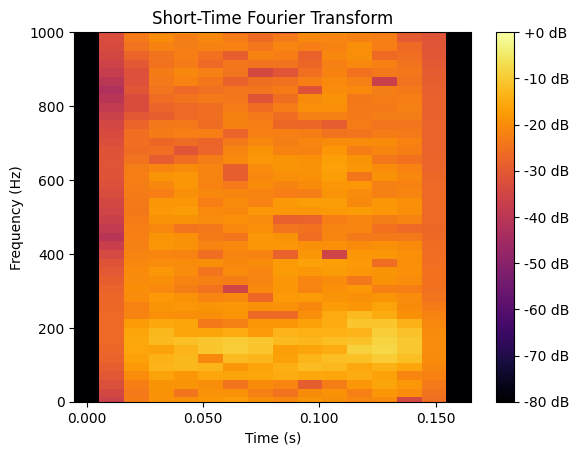 Short-Time Fourier Transform
1000
800
600
400
200
0
Frequency (Hz)
0.000
0.050
0.100
0.150
Time (s)
+0 dB
-10 dB
-20 dB
-30 dB
-40 dB
-50 dB
-60 dB
-70 dB
-80 dB